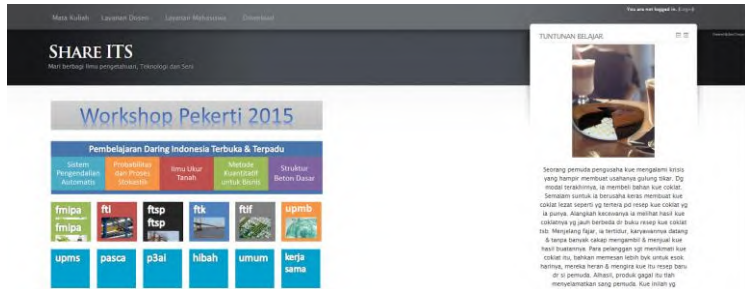 Mata Kuliah Layanan Dosen Layanan Mahasiswa Download
You are not logged in.
SHARE ITS
Mari berbagi Ilmu pengetahuan, Teknologi dan Seni
Workshop Pekerti 2015
Pembelajaran Daring Indonesia Terbuka & Terpadu
Sistem Pengendalian Automatis
Probabilitas dan Proses Stokastik
Ilmu Ukur Tanah
Metode Kuantitatif untuk Bisnis
Struktur Beton Dasar
fmipa
fmipa
fti
ftsp
ftsp
ftk
ftif
upmb
upms
pasca
p3ai
hibah
umum
kerja
sama
TUNTUNAN BELAJAR
Seorang pemuda pengusaha kue mengalami krisis
yang hampir membuat usahanya gulung tikar. Dg
modal terakhirnya, ia membeli bahan kue coklat.
Semalam suntuk ia berusaha keras membuat kue
coklat lezat seperti yg tertera pd resep kue coklat yg
ia punya. Alangkah kecewanya ia melihat hasil kue
coklatnya yg jauh berbeda dr buku resep kue coklat
tsb. Menjelang fajar, ia tertidur, karyawannya datang
& tanpa banyak cakap mengambil & menjual kue
hasil buatannya. Para pelanggan sgt menikmati kue
coklat itu, bahkan memesan lebih byk untuk esok
harinya, mereka heran & mengira kue itu resep baru
dr si pemuda. Alhasil, produk gagal itu tlah
menyelamatkan sang pemuda. Kue inilah yg